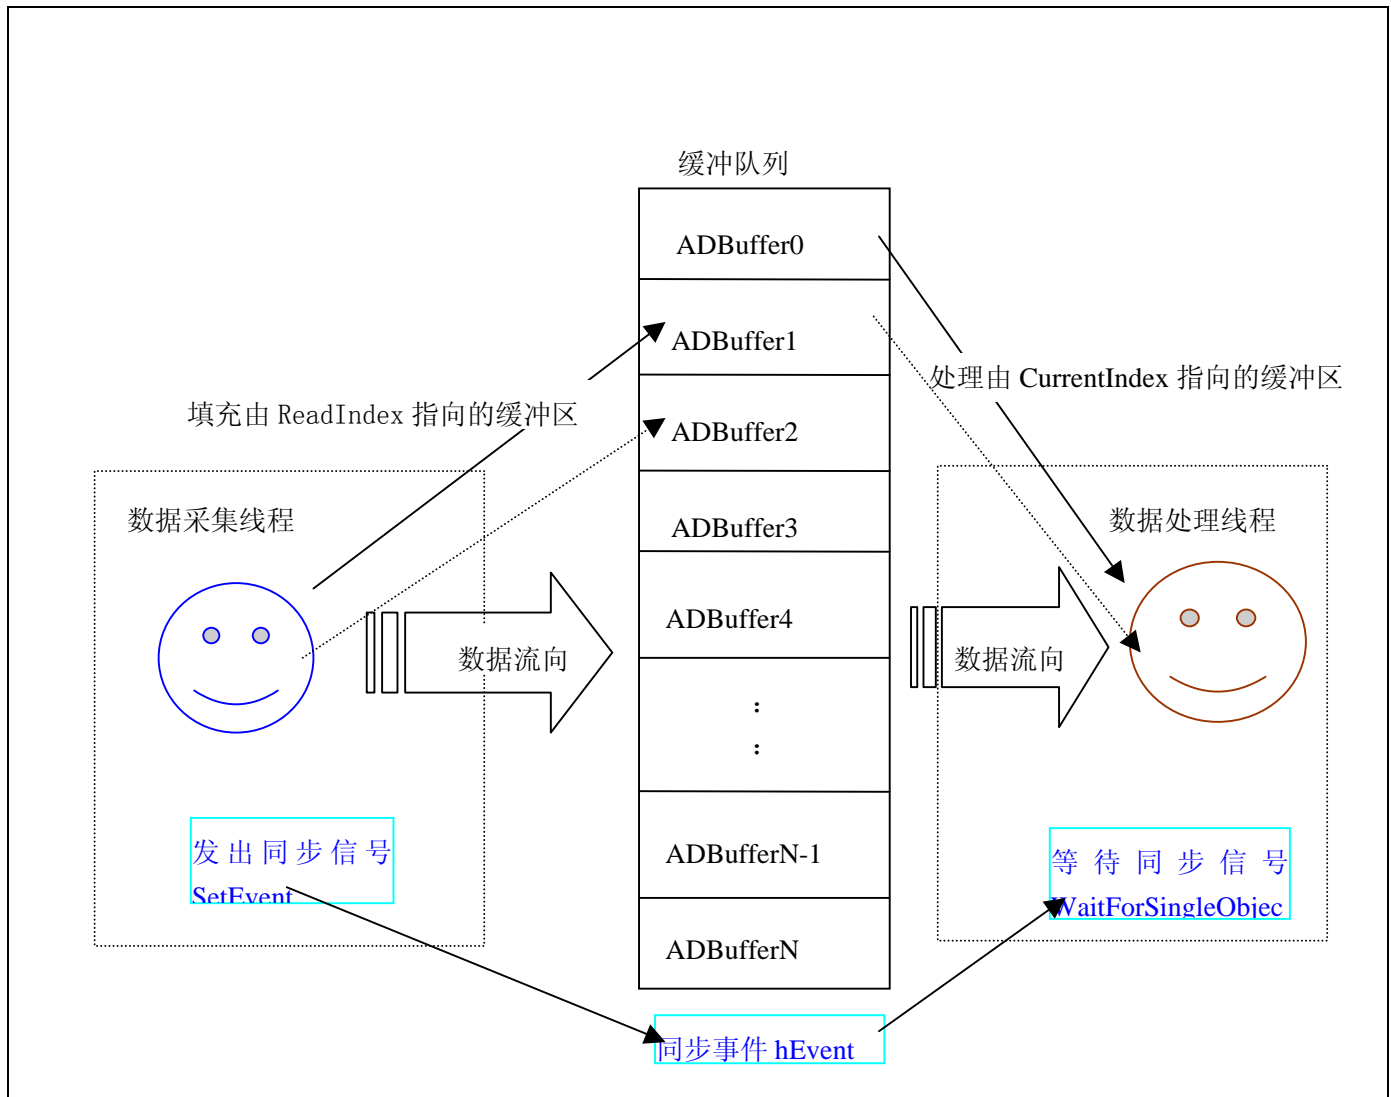 缓冲队列
ADBuffer0
ADBuffer1
处理由 CurrentIndex 指向的缓冲区
填充由 ReadIndex 指向的缓冲区
ADBuffer2
数据采集线程
ADBuffer3
数据处理线程
ADBuffer4
数据流向
数据流向
:
:
发出同步信号
SetEvent
ADBufferN-1
等待同步信号
WaitForSingleObjec
ADBufferN
同步事件 hEvent